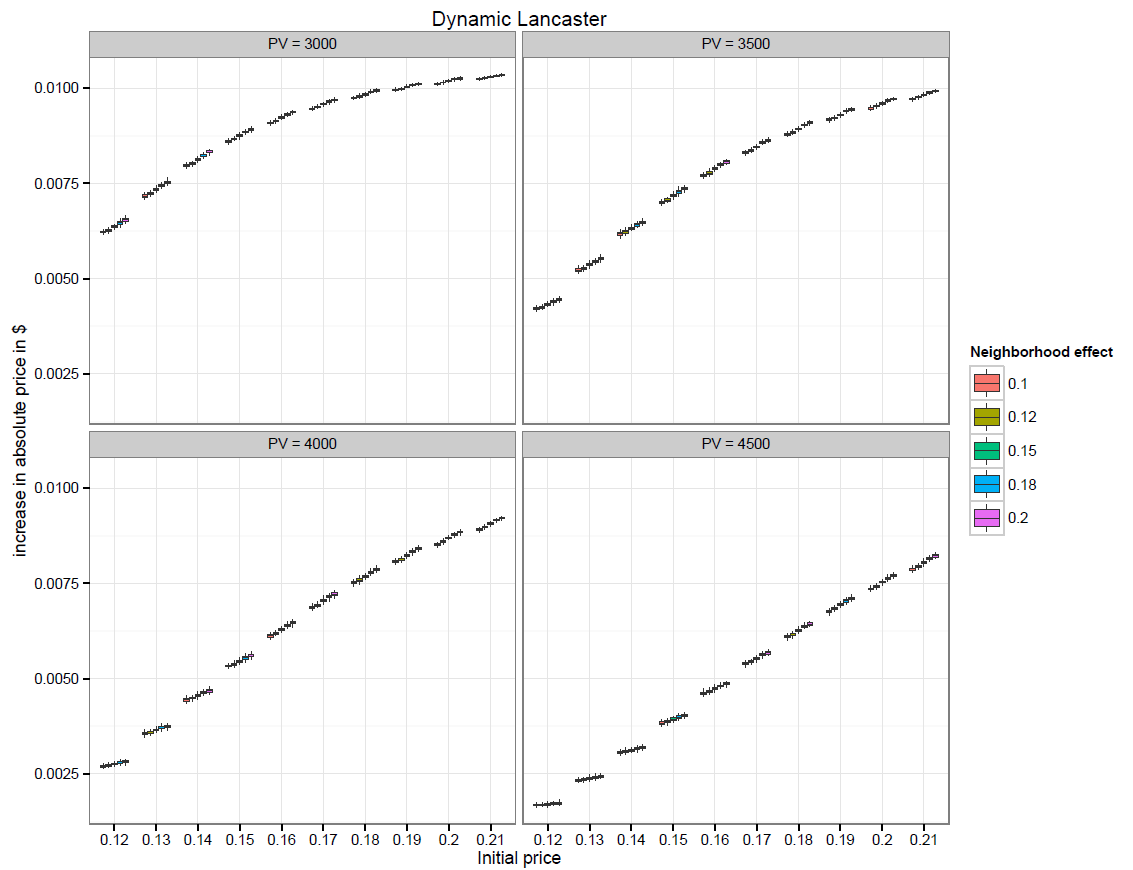 Dynamic Lancaster
PV = 3000
PV = 3500
0.0100
0.0075
0.0050
0.0025
PV = 4000
PV = 4500
0.0100
0.0075
0.0050
0.0025
increase in absolute price in $
0.12 0.13 0.14 0.15 0.16 0.17 0.18 0.19 0.2 0.21
0.12 0.13 0.14 0.15 0.16 0.17 0.18 0.19 0.2 0.21
Initial price
Neighborhood effect
0.1
0.12
0.15
0.18
0.2